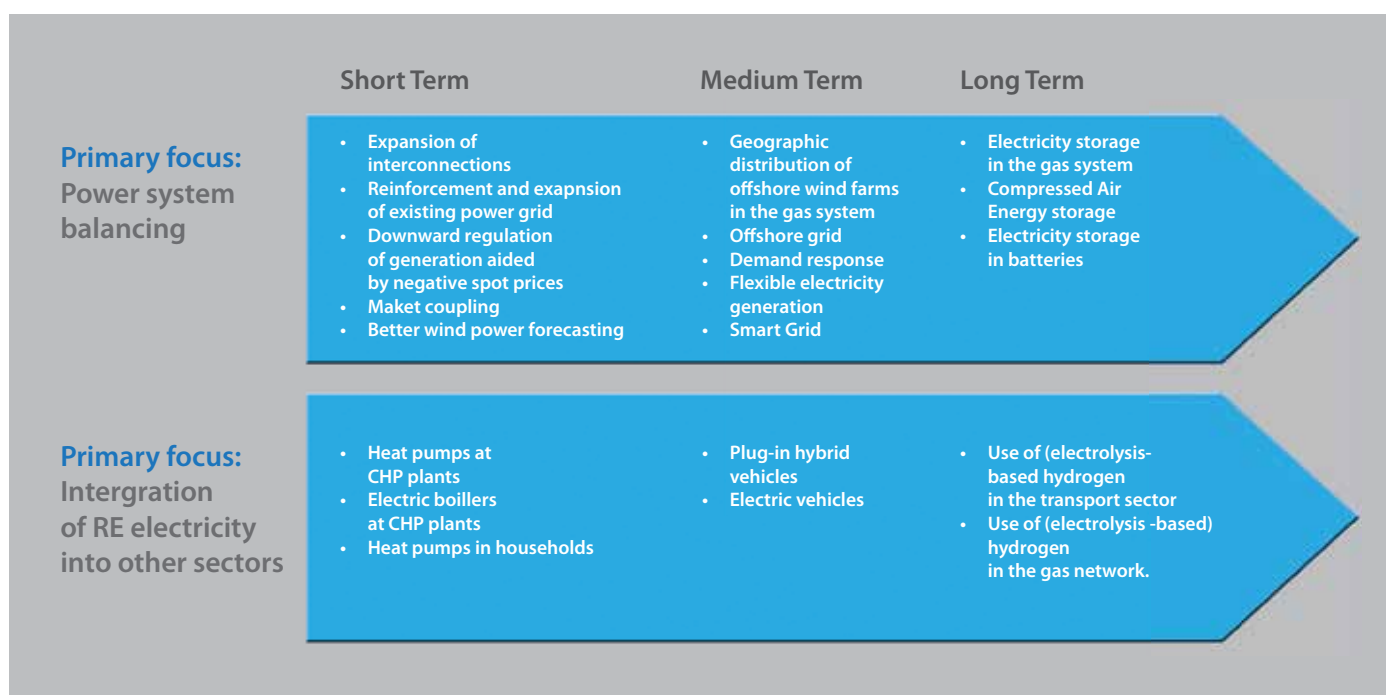 Short Term
Medium Term
Long Term
Primary focus:
Power system
balancing
• Expansion of
interconnections
• Reinforcement and exapnsion
of existing power grid
• Downward regulation
of generation aided
by negative spot prices
• Maket coupling
• Better wind power forecasting
• Geographic
distribution of
offshore wind farms
in the gas system
• Offshore grid
• Demand response
• Flexible electricity
generation
• Smart Grid
• Electricity storage
in the gas system
• Compressed Air
Energy storage
• Electricity storage
in batteries
Primary focus:
Intergration
of RE electricity
into other sectors
• Heat pumps at
CHP plants
• Electric boillers
at CHP plants
• Heat pumps in households
• Plug-in hybrid
vehicles
• Electric vehicles
• Use of (electrolysis-
based hydrogen
in the transport sector
• Use of (electrolysis -based)
hydrogen
in the gas network.